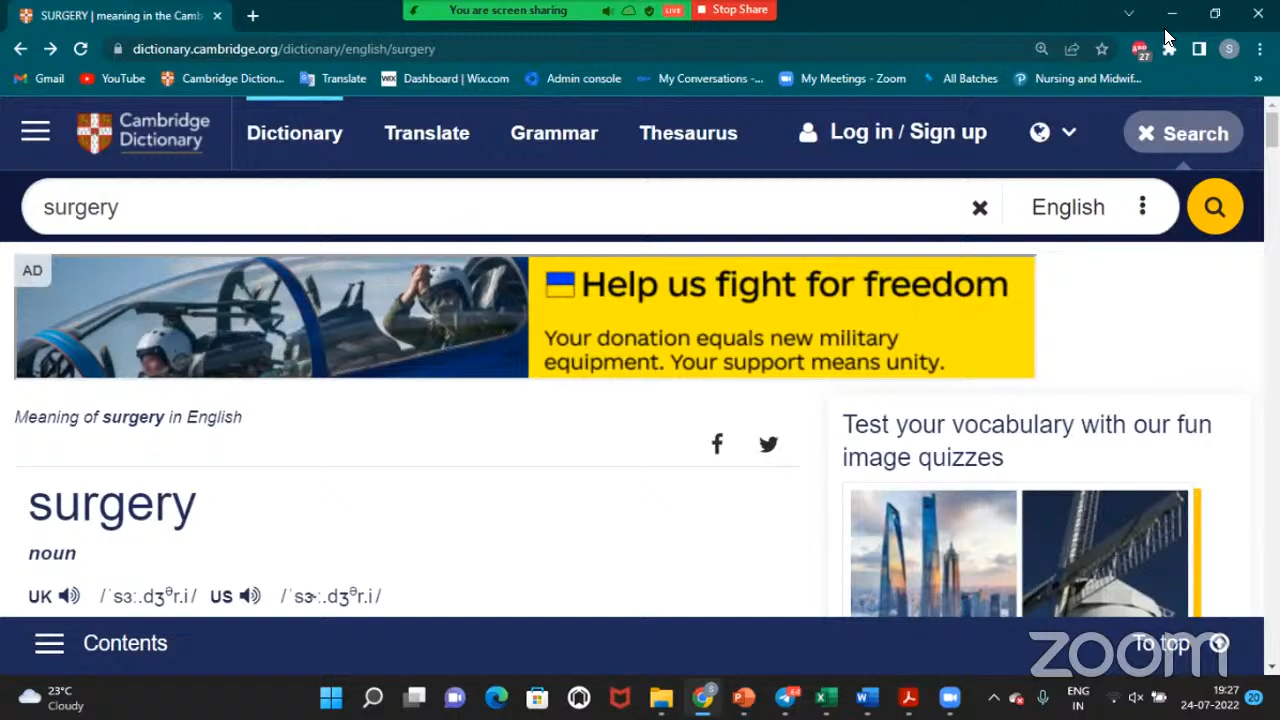 SURGERY | meaning in the Camb
You are screen sharing
LIVE
Stop Share
dictionary.cambridge.org/dictionary/english/surgery
ABD
27
S
Gmail
YouTube
Cambridge Diction...
Translate
WIX
Dashboard | Wix.com
Admin console
My Conversations -...
My Meetings - Zoom
All Batches
Nursing and Midwif...
»
Cambridge
Dictionary
Dictionary
Translate
Grammar
Thesaurus
Log in / Sign up
Search
surgery
English
AD
Help us fight for freedom
Your donation equals new military
equipment. Your support means unity.
Meaning of surgery in English
Test your vocabulary with our fun
image quizzes
surgery
noun
UK /ˈsɜː.dʒᵊr.i/ US /ˈsɝː.dʒᵊr.i/
Contents
To top
zoom
23°C
Cloudy
64
ENG
IN
19:27
24-07-2022
20